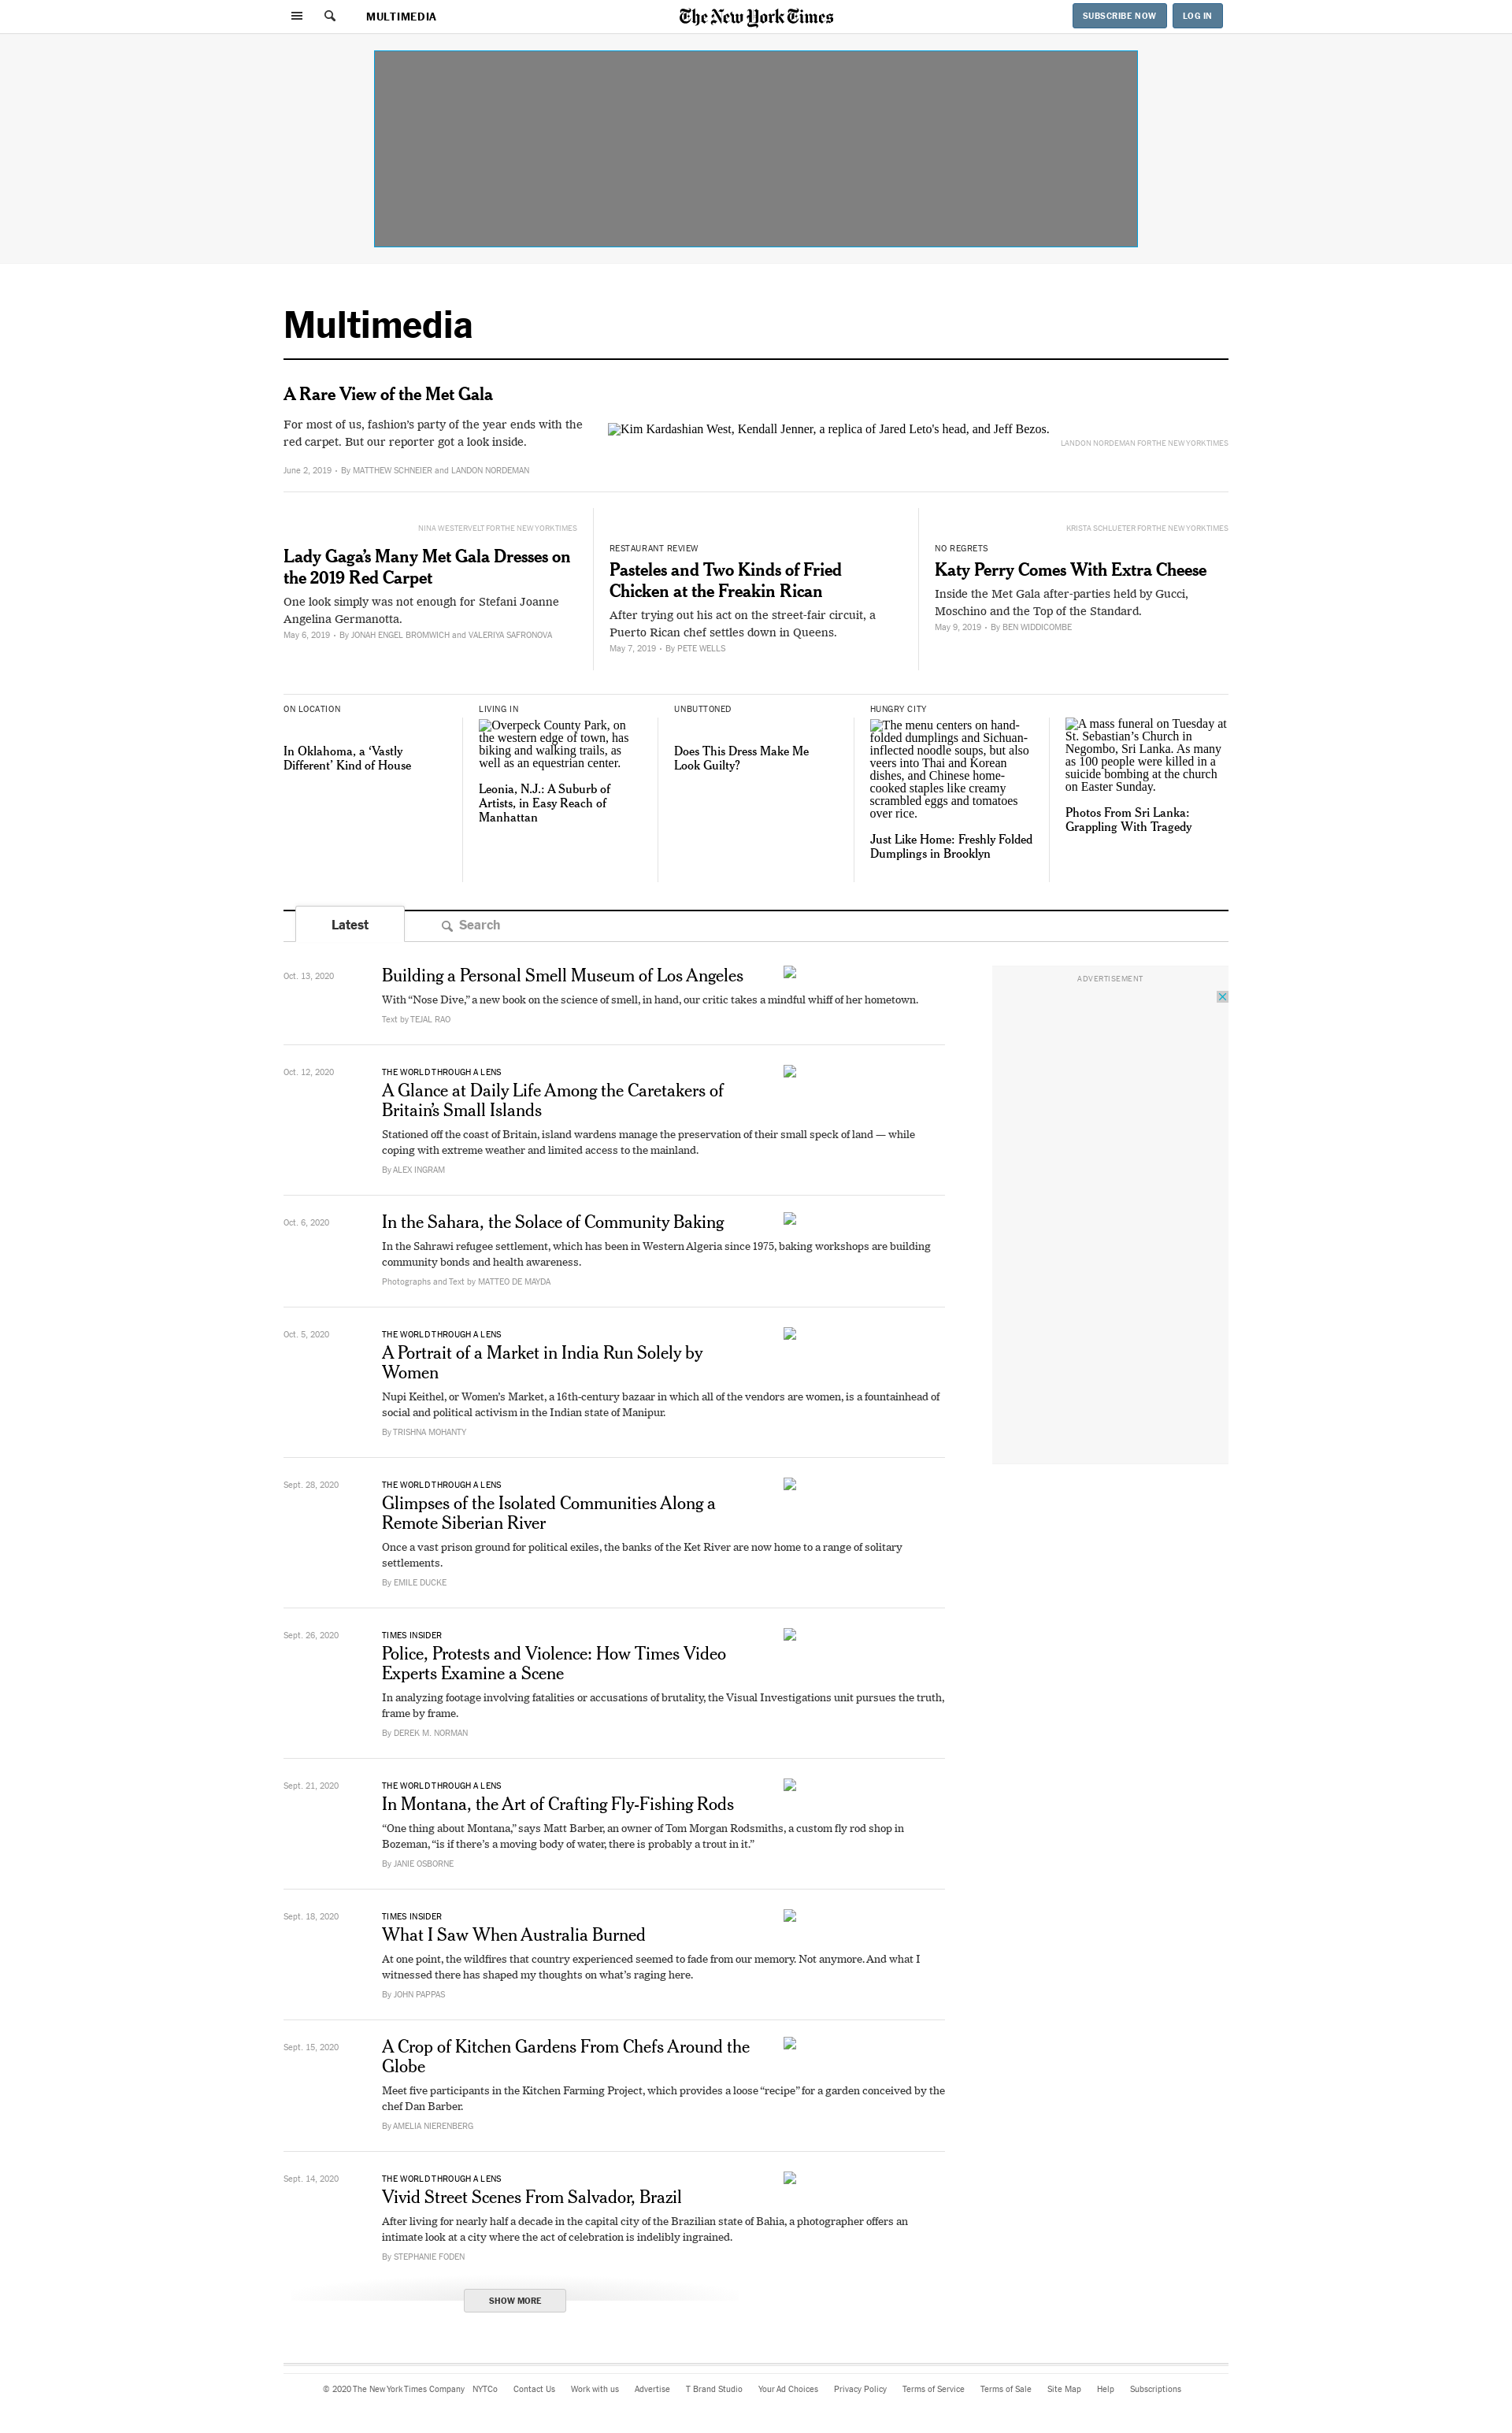 MULTIMEDIA
The New York Times
SUBSCRIBE NOW
LOG IN
Multimedia
A Rare View of the Met Gala
For most of us, fashion’s party of the year ends with the
red carpet. But our reporter got a look inside.
June 2, 2019 • By MATTHEW SCHNEIER and LANDON NORDEMAN
Kim Kardashian West, Kendall Jenner, a replica of Jared Leto's head, and Jeff Bezos.
LANDON NORDEMAN FOR THE NEW YORK TIMES
NINA WESTERVELT FOR THE NEW YORK TIMES
Lady Gaga’s Many Met Gala Dresses on
the 2019 Red Carpet
One look simply was not enough for Stefani Joanne
Angelina Germanotta.
May 6, 2019 • By JONAH ENGEL BROMWICH and VALERIYA SAFRONOVA
RESTAURANT REVIEW
Pasteles and Two Kinds of Fried
Chicken at the Freakin Rican
After trying out his act on the street-fair circuit, a
Puerto Rican chef settles down in Queens.
May 7, 2019 • By PETE WELLS
KRISTA SCHLUETER FOR THE NEW YORK TIMES
NO REGRETS
Katy Perry Comes With Extra Cheese
Inside the Met Gala after-parties held by Gucci,
Moschino and the Top of the Standard.
May 9, 2019 • By BEN WIDDICOMBE
ON LOCATION
In Oklahoma, a ‘Vastly
Different’ Kind of House
LIVING IN
Overpeck County Park, on
the western edge of town, has
biking and walking trails, as
well as an equestrian center.
Leonia, N.J.: A Suburb of
Artists, in Easy Reach of
Manhattan
UNBUTTONED
Does This Dress Make Me
Look Guilty?
HUNGRY CITY
The menu centers on hand-
folded dumplings and Sichuan-
inflected noodle soups, but also
veers into Thai and Korean
dishes, and Chinese home-
cooked staples like creamy
scrambled eggs and tomatoes
over rice.
Just Like Home: Freshly Folded
Dumplings in Brooklyn
A mass funeral on Tuesday at
St. Sebastian’s Church in
Negombo, Sri Lanka. As many
as 100 people were killed in a
suicide bombing at the church
on Easter Sunday.
Photos From Sri Lanka:
Grappling With Tragedy
Latest
Search
ADVERTISEMENT
Oct. 13, 2020
Building a Personal Smell Museum of Los Angeles
With “Nose Dive,” a new book on the science of smell, in hand, our critic takes a mindful whiff of her hometown.
Text by TEJAL RAO
Oct. 12, 2020
THE WORLD THROUGH A LENS
A Glance at Daily Life Among the Caretakers of
Britain’s Small Islands
Stationed off the coast of Britain, island wardens manage the preservation of their small speck of land — while
coping with extreme weather and limited access to the mainland.
By ALEX INGRAM
Oct. 6, 2020
In the Sahara, the Solace of Community Baking
In the Sahrawi refugee settlement, which has been in Western Algeria since 1975, baking workshops are building
community bonds and health awareness.
Photographs and Text by MATTEO DE MAYDA
Oct. 5, 2020
THE WORLD THROUGH A LENS
A Portrait of a Market in India Run Solely by
Women
Nupi Keithel, or Women’s Market, a 16th-century bazaar in which all of the vendors are women, is a fountainhead of
social and political activism in the Indian state of Manipur.
By TRISHNA MOHANTY
Sept. 28, 2020
THE WORLD THROUGH A LENS
Glimpses of the Isolated Communities Along a
Remote Siberian River
Once a vast prison ground for political exiles, the banks of the Ket River are now home to a range of solitary
settlements.
By EMILE DUCKE
Sept. 26, 2020
TIMES INSIDER
Police, Protests and Violence: How Times Video
Experts Examine a Scene
In analyzing footage involving fatalities or accusations of brutality, the Visual Investigations unit pursues the truth,
frame by frame.
By DEREK M. NORMAN
Sept. 21, 2020
THE WORLD THROUGH A LENS
In Montana, the Art of Crafting Fly-Fishing Rods
“One thing about Montana,” says Matt Barber, an owner of Tom Morgan Rodsmiths, a custom fly rod shop in
Bozeman, “is if there’s a moving body of water, there is probably a trout in it.”
By JANIE OSBORNE
Sept. 18, 2020
TIMES INSIDER
What I Saw When Australia Burned
At one point, the wildfires that country experienced seemed to fade from our memory. Not anymore. And what I
witnessed there has shaped my thoughts on what’s raging here.
By JOHN PAPPAS
Sept. 15, 2020
A Crop of Kitchen Gardens From Chefs Around the
Globe
Meet five participants in the Kitchen Farming Project, which provides a loose “recipe” for a garden conceived by the
chef Dan Barber.
By AMELIA NIERENBERG
Sept. 14, 2020
THE WORLD THROUGH A LENS
Vivid Street Scenes From Salvador, Brazil
After living for nearly half a decade in the capital city of the Brazilian state of Bahia, a photographer offers an
intimate look at a city where the act of celebration is indelibly ingrained.
By STEPHANIE FODEN
SHOW MORE
© 2020 The New York Times Company NYTCo Contact Us Work with us Advertise T Brand Studio Your Ad Choices Privacy Policy Terms of Service Terms of Sale Site Map Help Subscriptions